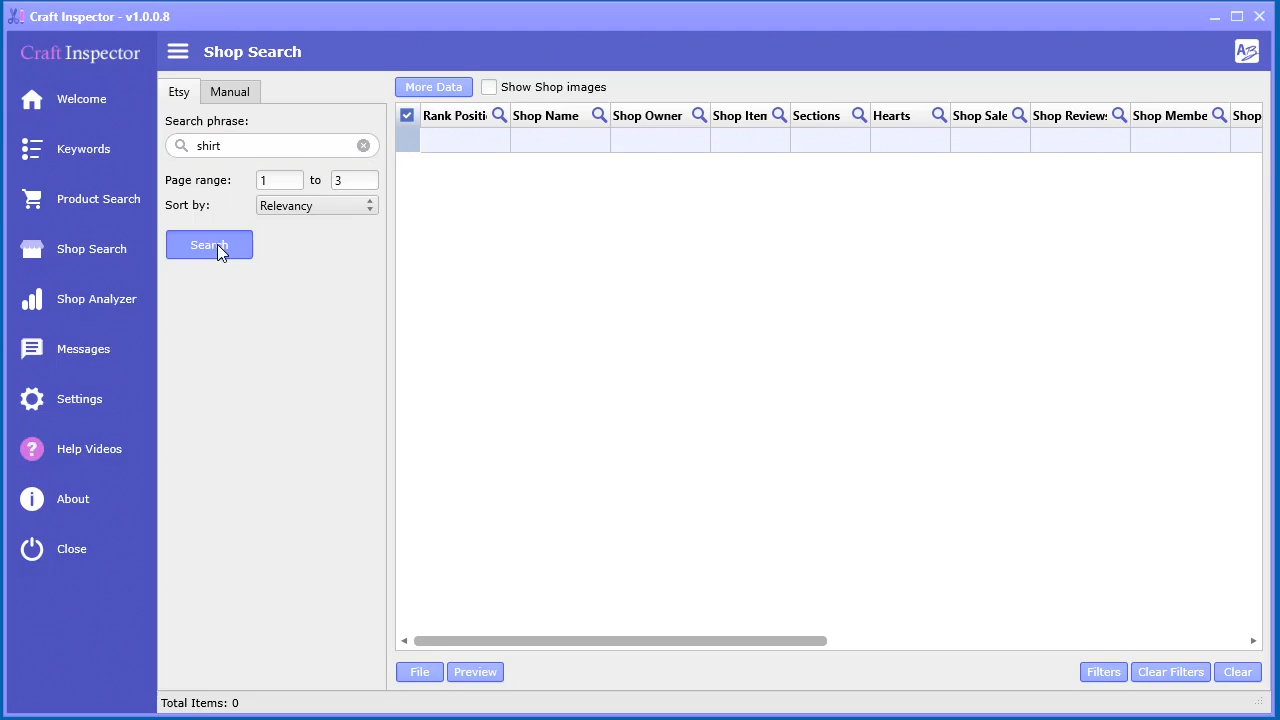 Craft Inspector - v1.0.0.8
Craft Inspector
Shop Search
AB
Welcome
Keywords
Product Search
Shop Search
Shop Analyzer
Messages
Settings
? Help Videos
i About
Close
Etsy Manual
Search phrase:
shirt
Page range: 1 to 3
Sort by: Relevancy
Search
More Data Show Shop images
Rank Positi Shop Name Shop Owner Shop Iten Sections Hearts Shop Sale Shop Reviews Shop Membe Shop
File Preview Filters Clear Filters Clear
Total Items: 0